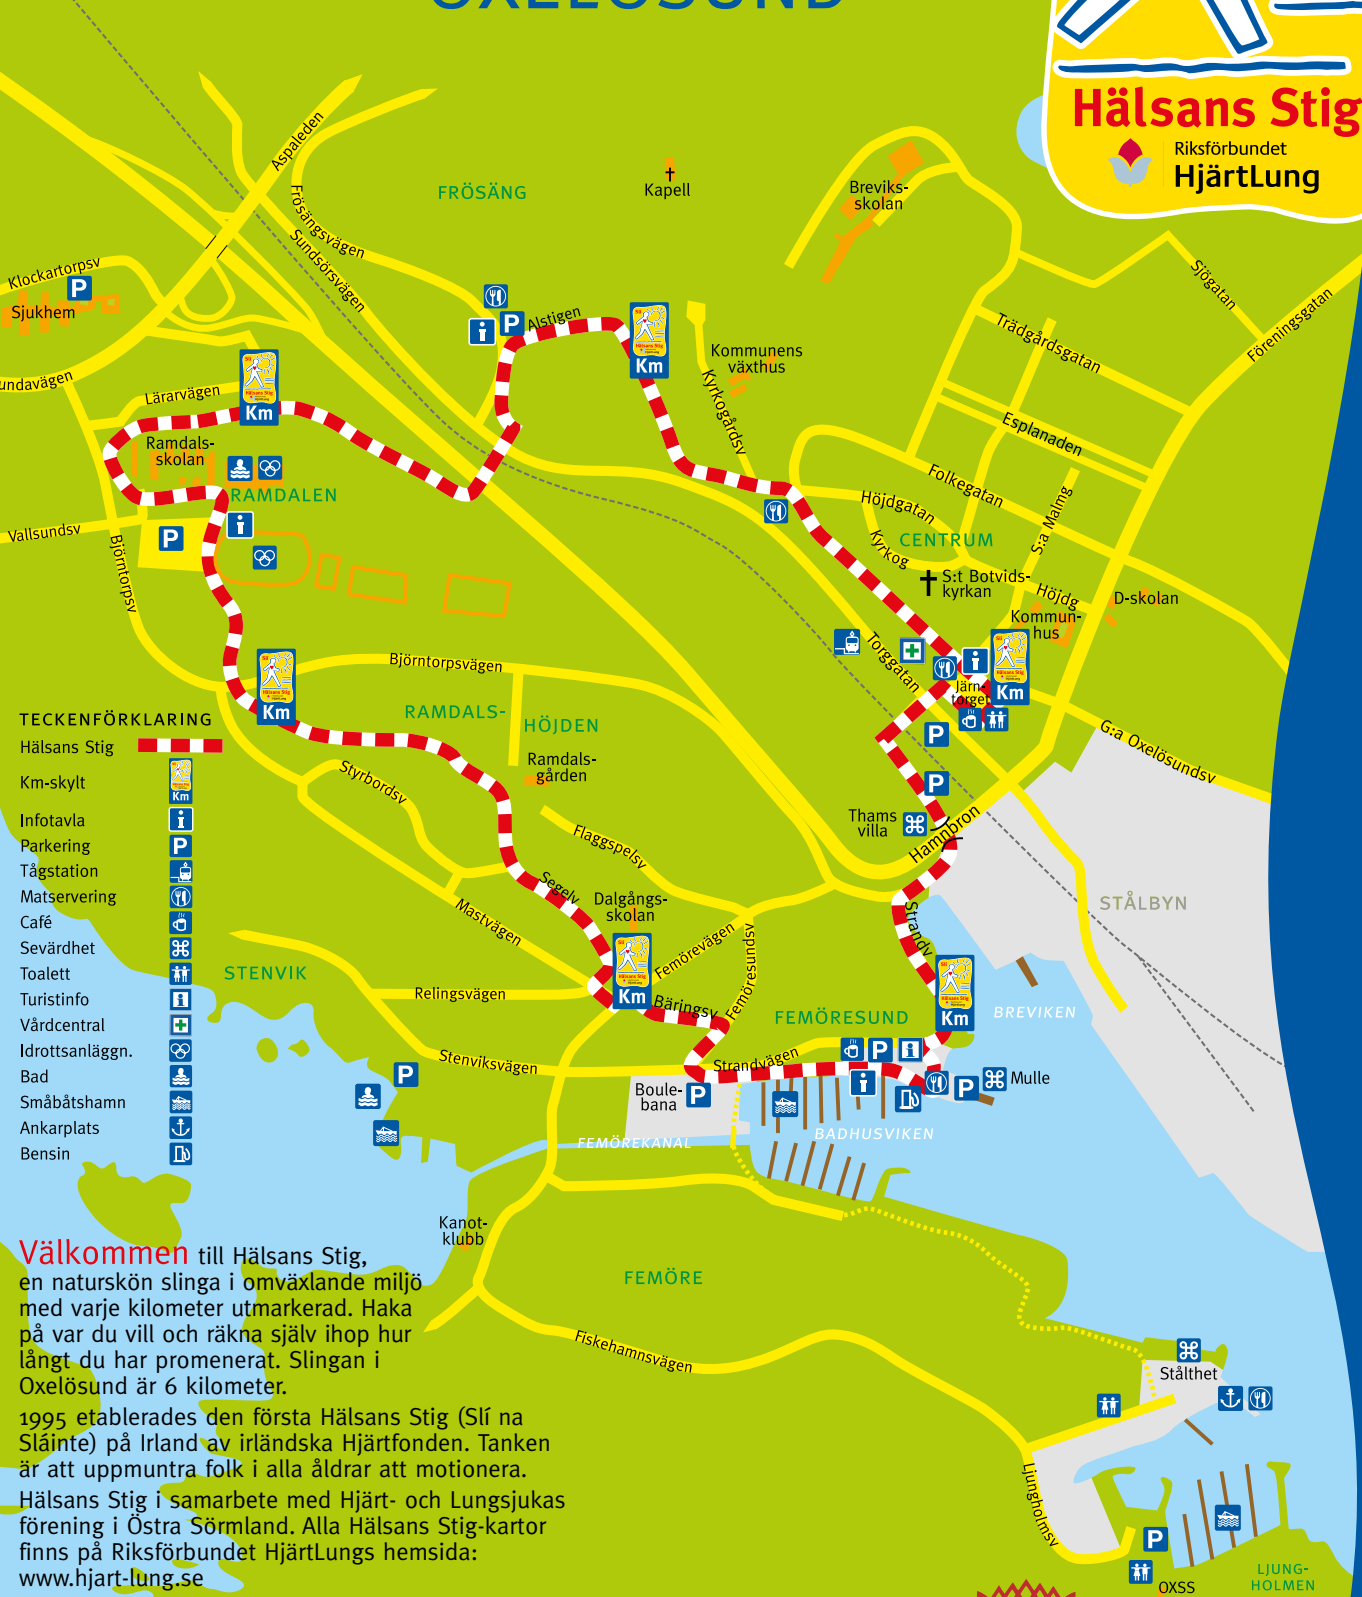 OXELÖSUND
Hälsans Stig
Riksförbundet
HjärtLung
Aspaleden
FRÖSÄNG
Kapell
Breviks-
skolan
Frösängsvägen
Sundsörsvägen
Klockartorpsv
P
Sjukhem
Sjögatan
Föreningsgatan
Trädgårdsgatan
Alstigen
P
Km
Kommunens
växthus
Kyrkogårdsv
undavägen
Lärarvägen
Km
Ramdals-
skolan
RAMDALEN
Esplanaden
Folkegatan
Höjdgatan
S:a Malmg
Kyrkog
CENTRUM
Vallsundsv
P
Björntorpsv
S:t Botvids-
kyrkan
Höjdg
D-skolan
Kommun-
hus
Torggatan
Järn-
torget
Km
Björntorpsvägen
Km
RAMDALS-
HÖJDEN
Ramdals-
gården
P
P
G:a Oxelösundsv
TECKENFÖRKLARING
Hälsans Stig
Km-skylt
Km
Infotavla
Parkering
P
Tågstation
Matservering
Café
Sevärdhet
Toalett
Turistinfo
Vårdcentral
Idrottsanläggn.
Bad
Småbåtshamn
Ankarplats
Bensin
Styrbordsv
Thams
villa
Hamnbron
Flaggspelsv
Segelv
Dalgångs-
skolan
Mastvägen
Strandv
STÅLBYN
STENVIK
Femörevägen
Femöresundsv
Relingsvägen
Km
Bäringsv
FEMÖRESUND
Km
BREVIKEN
Stenviksvägen
Strandvägen
P
P
Boule-
bana
P
P
Mulle
FEMÖREKANAL
BADHUSVIKEN
Kanot-
klubb
FEMÖRE
Fiskehamnsvägen
Stålthet
Ljungholmsv
P
OXSS
LJUNG-
HOLMEN
Välkommen till Hälsans Stig,
en naturskön slinga i omväxlande miljö
med varje kilometer utmarkerad. Haka
på var du vill och räkna själv ihop hur
långt du har promenerat. Slingan i
Oxelösund är 6 kilometer.
1995 etablerades den första Hälsans Stig (Slí na
Sláinte) på Irland av irländska Hjärtfonden. Tanken
är att uppmuntra folk i alla åldrar att motionera.
Hälsans Stig i samarbete med Hjärt- och Lungsjukas
förening i Östra Sörmland. Alla Hälsans Stig-kartor
finns på Riksförbundet HjärtLungs hemsida:
www.hjart-lung.se